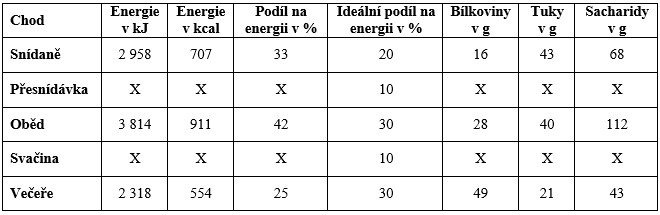 Chod Energie v kJ Energie v kcal Podíl na energii v % Ideální podíl na energii v % Bílkoviny v g Tuky v g Sacharidy v g
Snídaně 2 958 707 33 20 16 43 68
Přesnídávka X X X 10 X X X
Oběd 3 814 911 42 30 28 40 112
Svačina X X X 10 X X X
Večeře 2 318 554 25 30 49 21 43